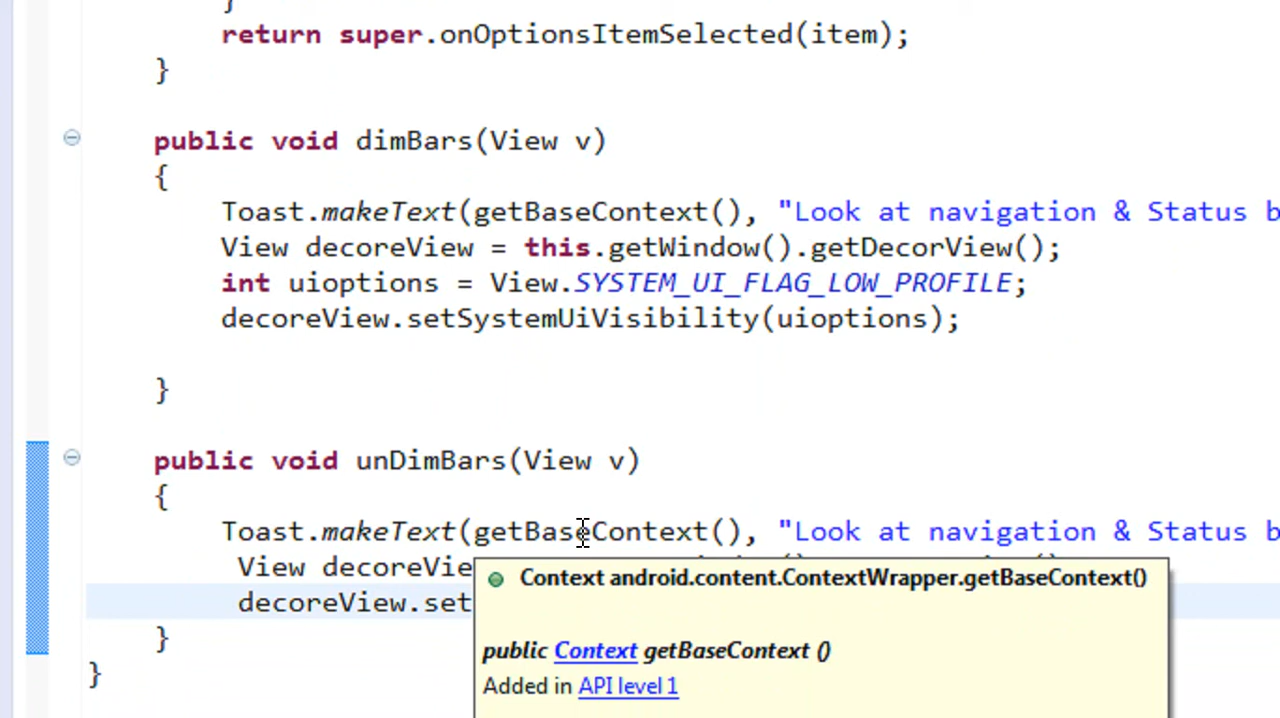 }
return super.onOptionsItemSelected(item);
}
public void dimBars(View v)
{
Toast.makeText(getBaseContext(), "Look at navigation & Status b
View decoreView = this.getWindow().getDecorView();
int uioptions = View.SYSTEM_UI_FLAG_LOW_PROFILE;
decoreView.setSystemUiVisibility(uioptions);
}
public void unDimBars(View v)
{
Toast.makeText(getBaseContext(), "Look at navigation & Status b
View decoreVie
decoreView.set
}
}
Context android.content.ContextWrapper.getBaseContext()
public Context getBaseContext ()
Added in API level 1